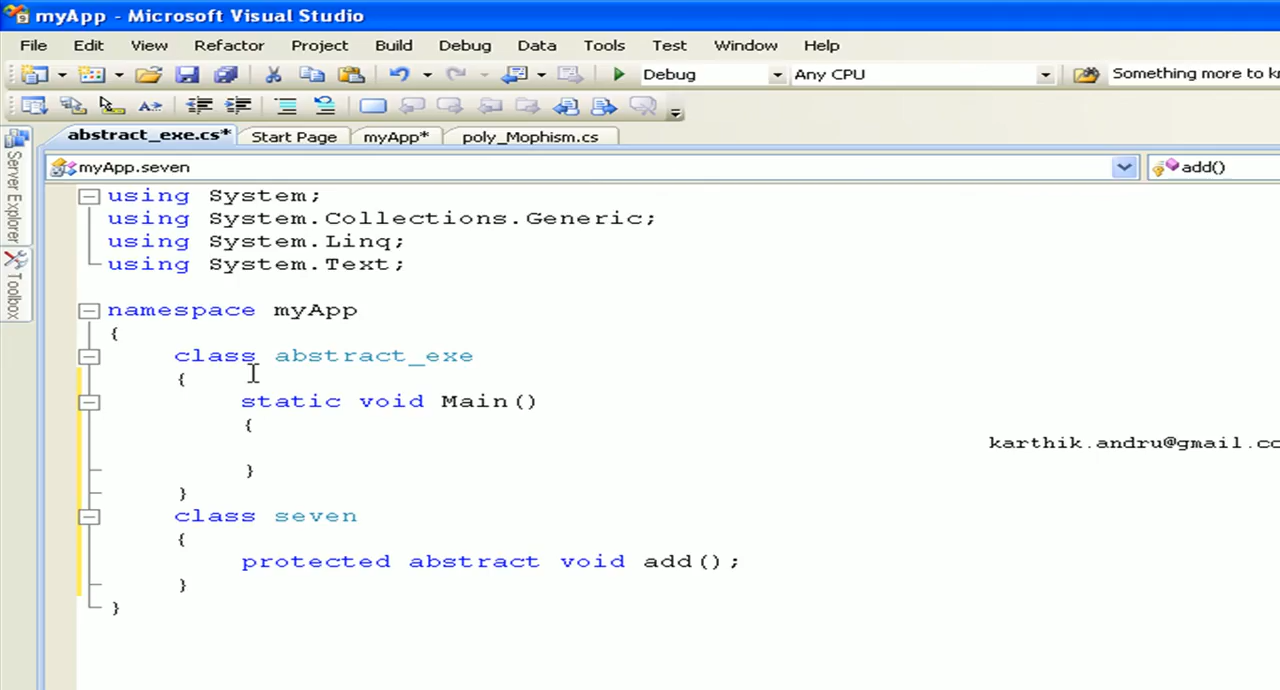 myApp - Microsoft Visual Studio
File Edit View Refactor Project Build Debug Data Tools Test Window Help
Debug Any CPU Something more to
abstract_exe.cs* Start Page myApp* poly_Mophism.cs
Server Explorer
Toolbox
myApp.seven add()
using System;
using System.Collections.Generic;
using System.Linq;
using System.Text;
namespace myApp
{
class abstract_exe
{
static void Main()
{
karthik.andru@gmail.co
}
}
class seven
{
protected abstract void add();
}
}